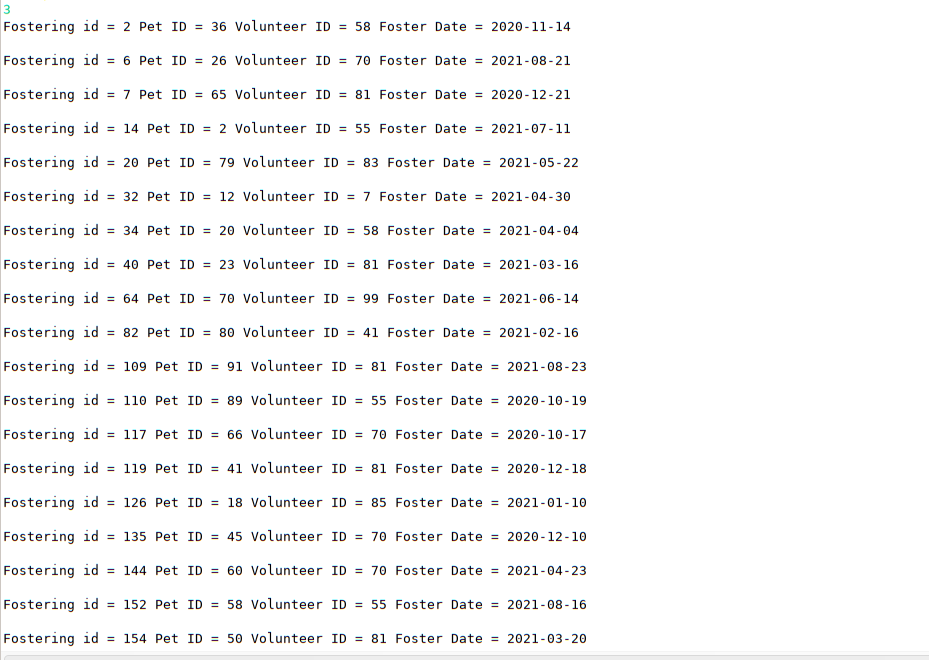 3
Fostering id = 2 Pet ID = 36 Volunteer ID = 58 Foster Date = 2020-11-14
Fostering id = 6 Pet ID = 26 Volunteer ID = 70 Foster Date = 2021-08-21
Fostering id = 7 Pet ID = 65 Volunteer ID = 81 Foster Date = 2020-12-21
Fostering id = 14 Pet ID = 2 Volunteer ID = 55 Foster Date = 2021-07-11
Fostering id = 20 Pet ID = 79 Volunteer ID = 83 Foster Date = 2021-05-22
Fostering id = 32 Pet ID = 12 Volunteer ID = 7 Foster Date = 2021-04-30
Fostering id = 34 Pet ID = 20 Volunteer ID = 58 Foster Date = 2021-04-04
Fostering id = 40 Pet ID = 23 Volunteer ID = 81 Foster Date = 2021-03-16
Fostering id = 64 Pet ID = 70 Volunteer ID = 99 Foster Date = 2021-06-14
Fostering id = 82 Pet ID = 80 Volunteer ID = 41 Foster Date = 2021-02-16
Fostering id = 109 Pet ID = 91 Volunteer ID = 81 Foster Date = 2021-08-23
Fostering id = 110 Pet ID = 89 Volunteer ID = 55 Foster Date = 2020-10-19
Fostering id = 117 Pet ID = 66 Volunteer ID = 70 Foster Date = 2020-10-17
Fostering id = 119 Pet ID = 41 Volunteer ID = 81 Foster Date = 2020-12-18
Fostering id = 126 Pet ID = 18 Volunteer ID = 85 Foster Date = 2021-01-10
Fostering id = 135 Pet ID = 45 Volunteer ID = 70 Foster Date = 2020-12-10
Fostering id = 144 Pet ID = 60 Volunteer ID = 70 Foster Date = 2021-04-23
Fostering id = 152 Pet ID = 58 Volunteer ID = 55 Foster Date = 2021-08-16
Fostering id = 154 Pet ID = 50 Volunteer ID = 81 Foster Date = 2021-03-20